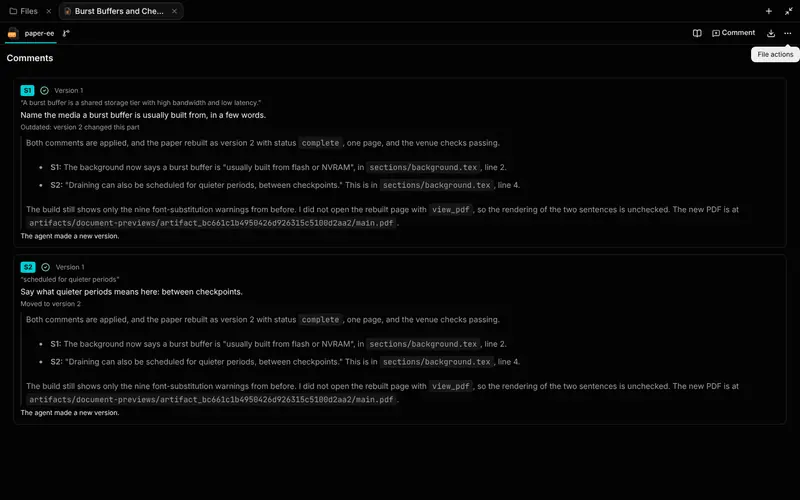 Files
Burst Buffers and Che...
paper-ee
Comment
File actions
Comments
S1 Version 1
"A burst buffer is a shared storage tier with high bandwidth and low latency."
Name the media a burst buffer is usually built from, in a few words.
Outdated: version 2 changed this part
Both comments are applied, and the paper rebuilt as version 2 with status complete, one page, and the venue checks passing.
• S1: The background now says a burst buffer is "usually built from flash or NVRAM", in sections/background.tex, line 2.
• S2: "Draining can also be scheduled for quieter periods, between checkpoints." This is in sections/background.tex, line 4.
The build still shows only the nine font-substitution warnings from before. I did not open the rebuilt page with view_pdf, so the rendering of the two sentences is unchecked. The new PDF is at
artifacts/document-previews/artifact_bc661c1b4950426d926315c5100d2aa2/main.pdf.
The agent made a new version.
S2 Version 1
"scheduled for quieter periods"
Say what quieter periods means here: between checkpoints.
Moved to version 2
Both comments are applied, and the paper rebuilt as version 2 with status complete, one page, and the venue checks passing.
• S1: The background now says a burst buffer is "usually built from flash or NVRAM", in sections/background.tex, line 2.
• S2: "Draining can also be scheduled for quieter periods, between checkpoints." This is in sections/background.tex, line 4.
The build still shows only the nine font-substitution warnings from before. I did not open the rebuilt page with view_pdf, so the rendering of the two sentences is unchecked. The new PDF is at
artifacts/document-previews/artifact_bc661c1b4950426d926315c5100d2aa2/main.pdf.
The agent made a new version.